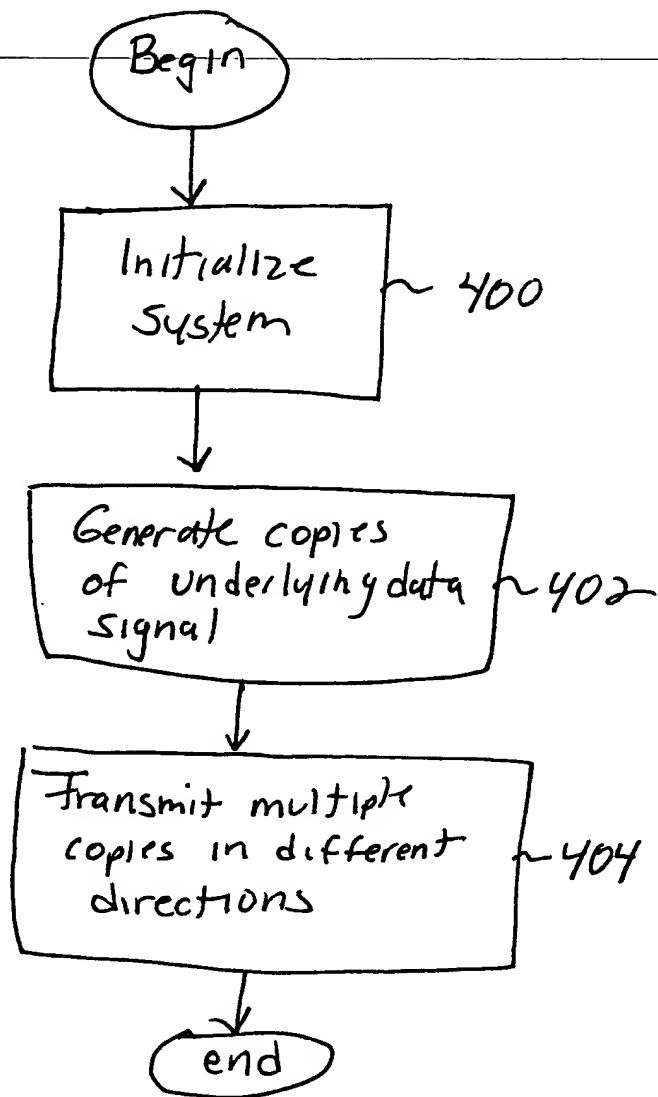 Begin
Initialize
system
400
Generate copies
of underlying data
signal
402
Transmit multiple
copies in different
directions
404
end